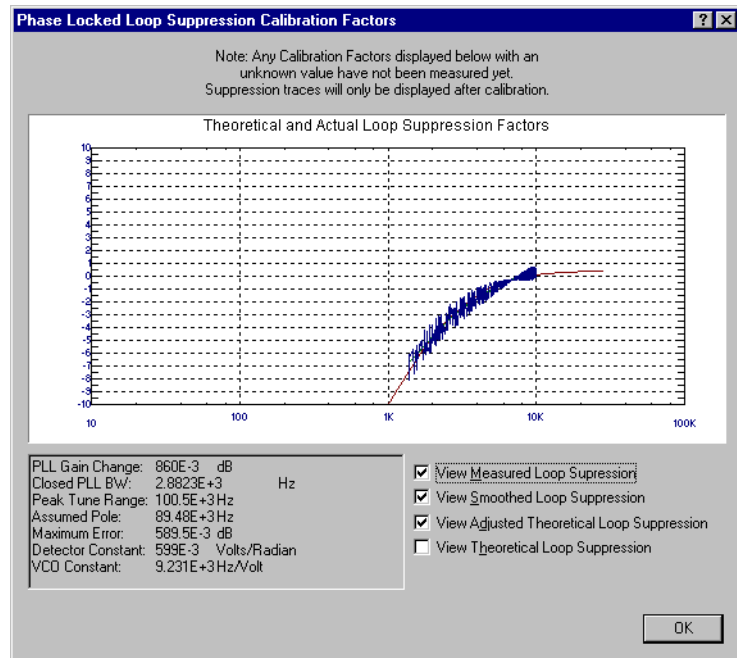 Phase Locked Loop Suppression Calibration Factors
Note: Any Calibration Factors displayed below with an
unknown value have not been measured yet.
Suppression traces will only be displayed after calibration.
Theoretical and Actual Loop Suppression Factors
10
9
8
7
6
5
4
3
2
1
0
-1
-2
-3
-4
-5
-6
-7
-8
-9
-10
10
100
1K
10K
100K
PLL Gain Change: 860E-3 dB
Closed PLL BW: 2.8823E+3 Hz
Peak Tune Range: 100.5E+3Hz
Assumed Pole: 89.48E+3Hz
Maximum Error: 589.5E-3 dB
Detector Constant: 599E-3 Volts/Radian
VCO Constant: 9.231E+3Hz/Volt
View Measured Loop Supression
View Smoothed Loop Suppression
View Adjusted Theoretical Loop Suppression
View Theoretical Loop Suppression
OK